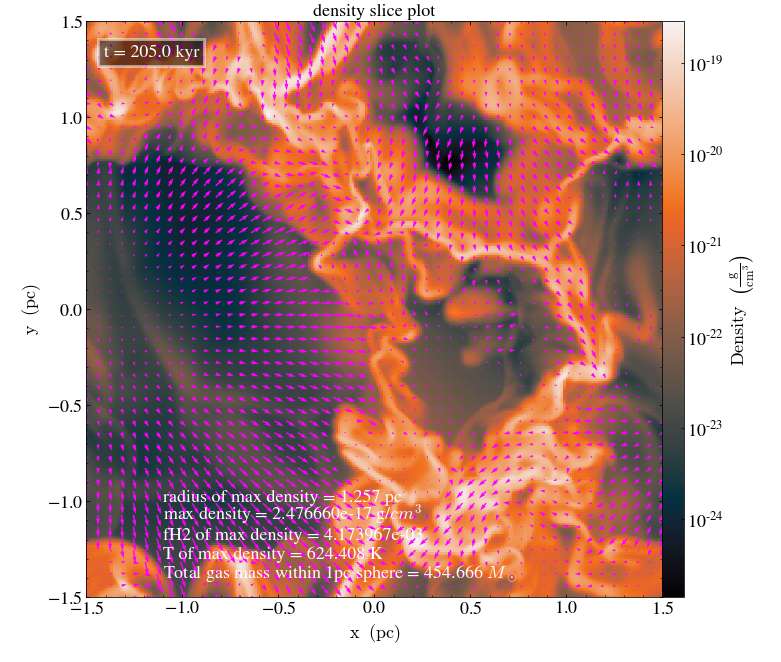 density slice plot
t = 205.0 kyr
1.5
1.0
0.5
0.0
−0.5
−1.0
−1.5
y (pc)
radius of max density = 1.257 pc
max density = 2.476660e-17 g/cm³
fH2 of max density = 4.173967e-03
T of max density = 624.408 K
Total gas mass within 1pc sphere = 454.666 M☉
−1.5 −1.0 −0.5 0.0 0.5 1.0 1.5
x (pc)
10⁻¹⁹
10⁻²⁰
10⁻²¹
10⁻²²
10⁻²³
10⁻²⁴
Density (g/cm³)